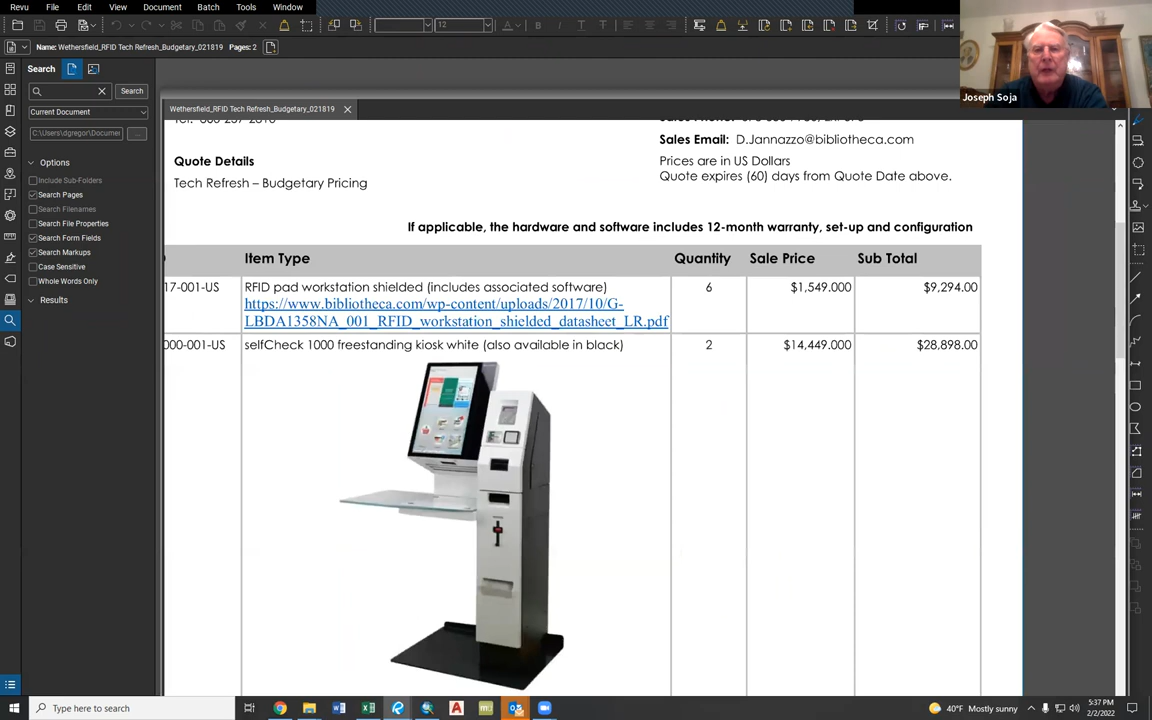 Revu File Edit View Document Batch Tools Window
12
Name: Wethersfield_RFID Tech Refresh_Budgetary_021819 Pages: 2
Search
Search
Current Document
C:\Users\dgregor\Documer
Options
Include Sub-Folders
Search Pages
Search Filenames
Search File Properties
Search Form Fields
Search Markups
Case Sensitive
Whole Words Only
Results
Wethersfield_RFID Tech Refresh_Budgetary_021819
Joseph Soja
Sales Email: D.Jannazzo@bibliotheca.com
Quote Details
Prices are in US Dollars
Tech Refresh – Budgetary Pricing
Quote expires (60) days from Quote Date above.
If applicable, the hardware and software includes 12-month warranty, set-up and configuration
Item Type Quantity Sale Price Sub Total
17-001-US RFID pad workstation shielded (includes associated software) 6 $1,549.000 $9,294.00
https://www.bibliotheca.com/wp-content/uploads/2017/10/G-
LBDA1358NA_001_RFID_workstation_shielded_datasheet_LR.pdf
000-001-US selfCheck 1000 freestanding kiosk white (also available in black) 2 $14,449.000 $28,898.00
Type here to search
40°F Mostly sunny
5:37 PM
2/2/2022